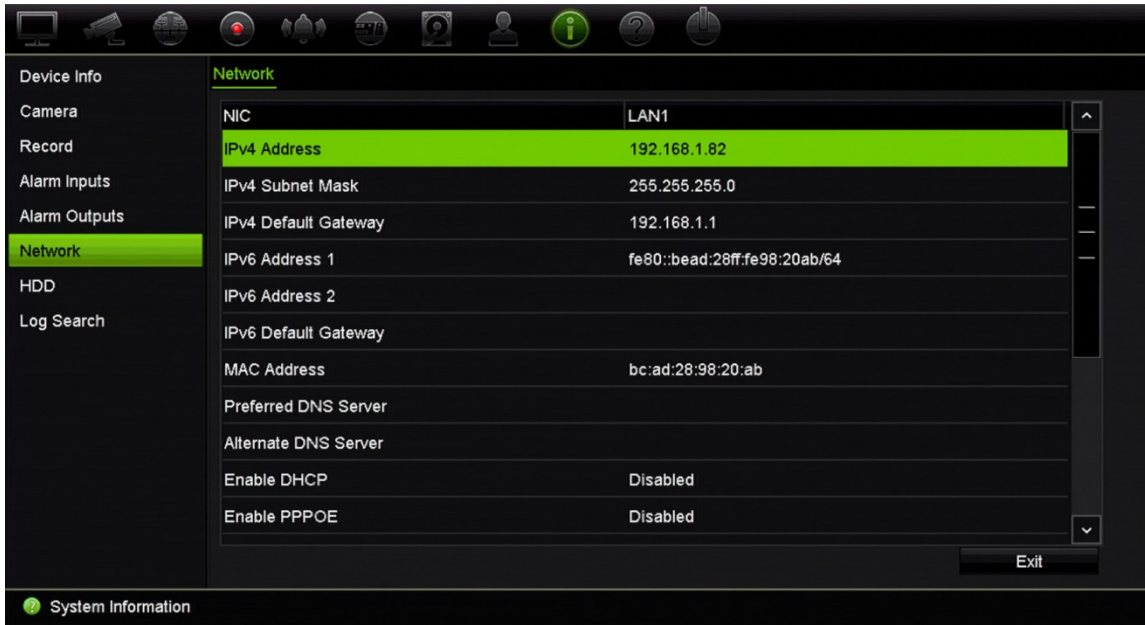 Device Info
Camera
Record
Alarm Inputs
Alarm Outputs
Network
HDD
Log Search
Network
NIC LAN1
IPv4 Address 192.168.1.82
IPv4 Subnet Mask 255.255.255.0
IPv4 Default Gateway 192.168.1.1
IPv6 Address 1 fe80::bead:28ff:fe98:20ab/64
IPv6 Address 2
IPv6 Default Gateway
MAC Address bc:ad:28:98:20:ab
Preferred DNS Server
Alternate DNS Server
Enable DHCP Disabled
Enable PPPOE Disabled
Exit
System Information